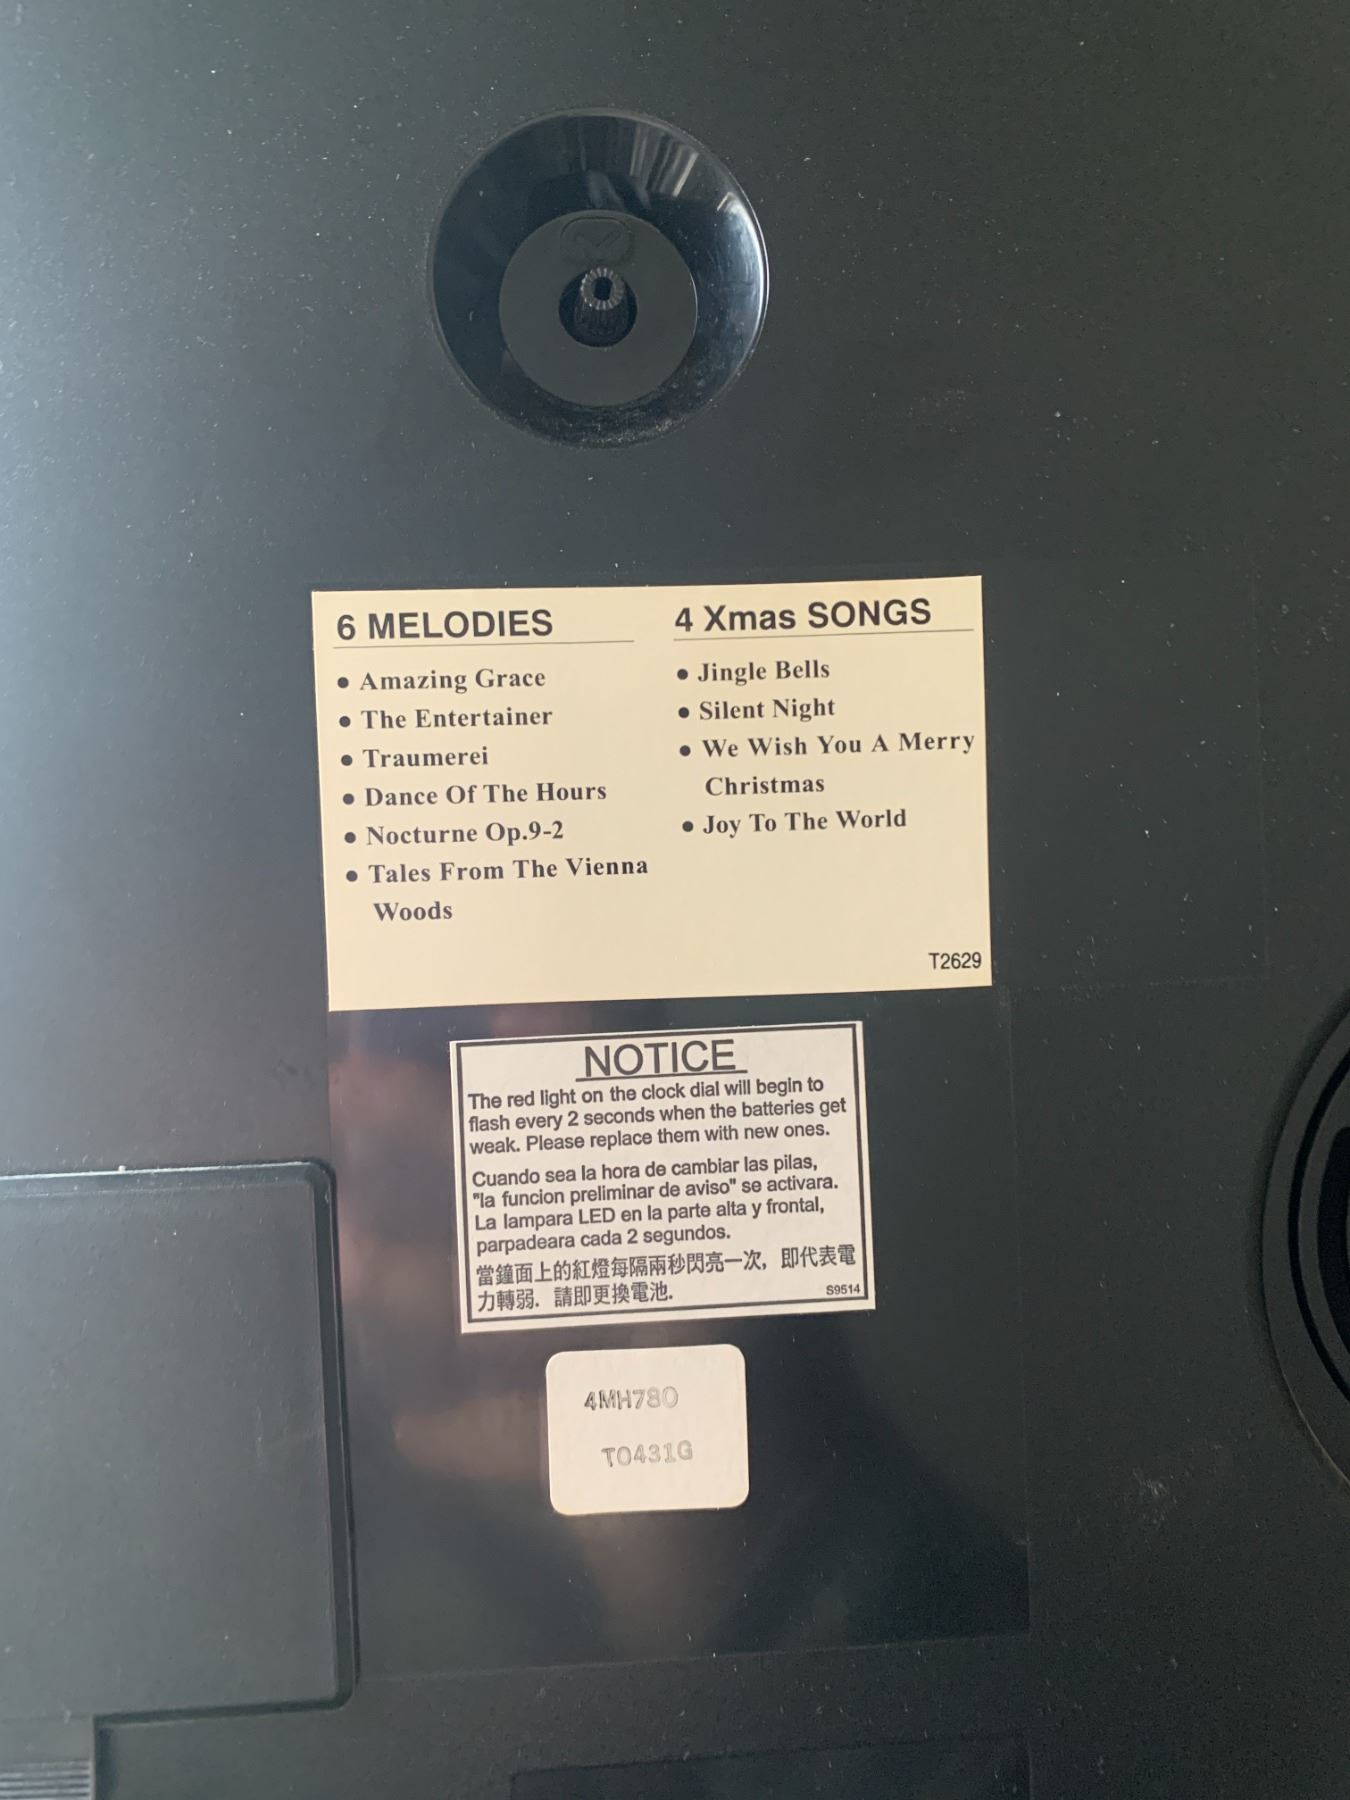 6 MELODIES
• Amazing Grace
• The Entertainer
• Traumerei
• Dance Of The Hours
• Nocturne Op.9-2
• Tales From The Vienna
Woods
4 Xmas SONGS
• Jingle Bells
• Silent Night
• We Wish You A Merry
Christmas
• Joy To The World
T2629
NOTICE
The red light on the clock dial will begin to
flash every 2 seconds when the batteries get
weak. Please replace them with new ones.
Cuando sea la hora de cambiar las pilas,
"la funcion preliminar de aviso" se activara.
La lampara LED en la parte alta y frontal,
parpadeara cada 2 segundos.
當鐘面上的紅燈每隔兩秒閃亮一次, 即代表電
力轉弱. 請即更換電池.
S9514
4MH780
T0431G